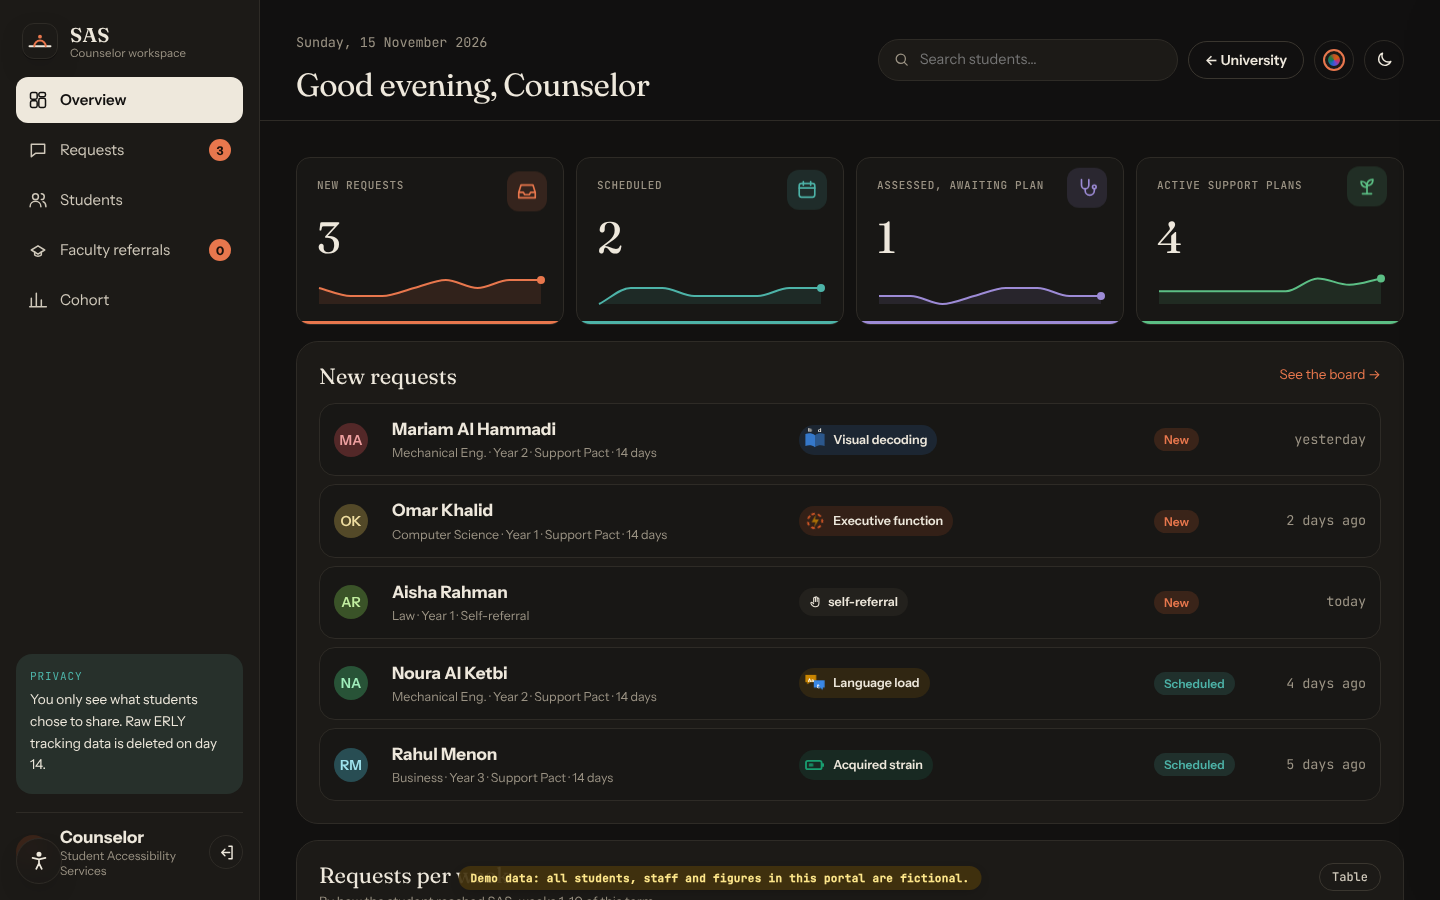 SAS
Counselor workspace
Overview
Requests 3
Students
Faculty referrals 0
Cohort
PRIVACY
You only see what students
chose to share. Raw ERLY
tracking data is deleted on day
14.
Counselor
Student Accessibility
Services
Sunday, 15 November 2026
Good evening, Counselor
Search students...
← University
NEW REQUESTS
3
SCHEDULED
2
ASSESSED, AWAITING PLAN
1
ACTIVE SUPPORT PLANS
4
New requests
See the board →
MA
Mariam Al Hammadi
Mechanical Eng. · Year 2 · Support Pact · 14 days
Visual decoding
New
yesterday
OK
Omar Khalid
Computer Science · Year 1 · Support Pact · 14 days
Executive function
New
2 days ago
AR
Aisha Rahman
Law · Year 1 · Self-referral
self-referral
New
today
NA
Noura Al Ketbi
Mechanical Eng. · Year 2 · Support Pact · 14 days
Language load
Scheduled
4 days ago
RM
Rahul Menon
Business · Year 3 · Support Pact · 14 days
Acquired strain
Scheduled
5 days ago
Requests per
Demo data: all students, staff and figures in this portal are fictional.
Table